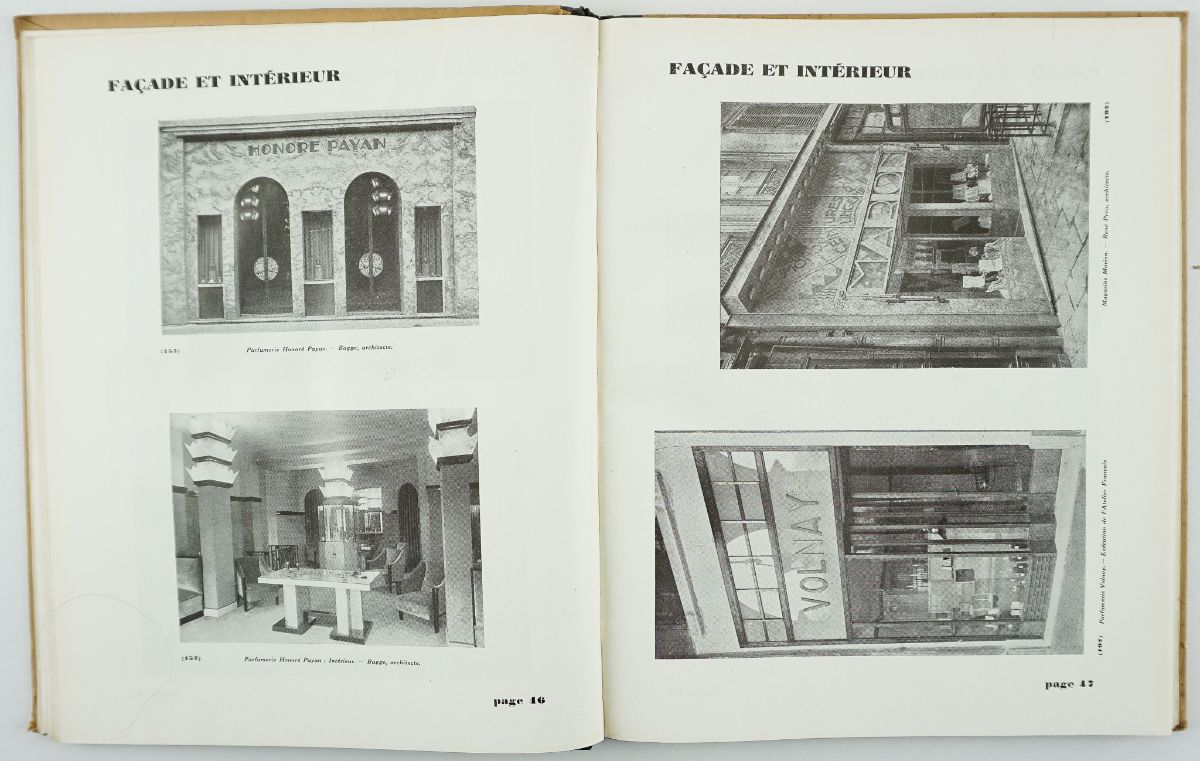 FAÇADE ET INTÉRIEUR
HONORÉ PAYAN
(153) Parfumerie Honoré Payan. — Bagge, architecte.
(152) Parfumerie Honoré Payan : Intérieur. — Bagge, architecte.
page 46
FAÇADE ET INTÉRIEUR
MARION
Magasins Marion. — René Prou, architecte.
VOLNAY
Parfumerie Volnay. — Exécution de l'Atelier Français
page 47